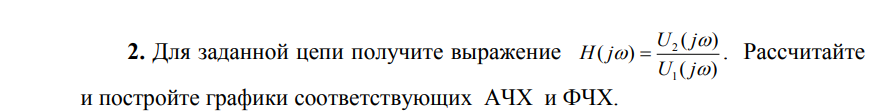 2. Для заданной цепи получите выражение H(jω) = U₂(jω) / U₁(jω). Рассчитайте
и постройте графики соответствующих АЧХ и ФЧХ.